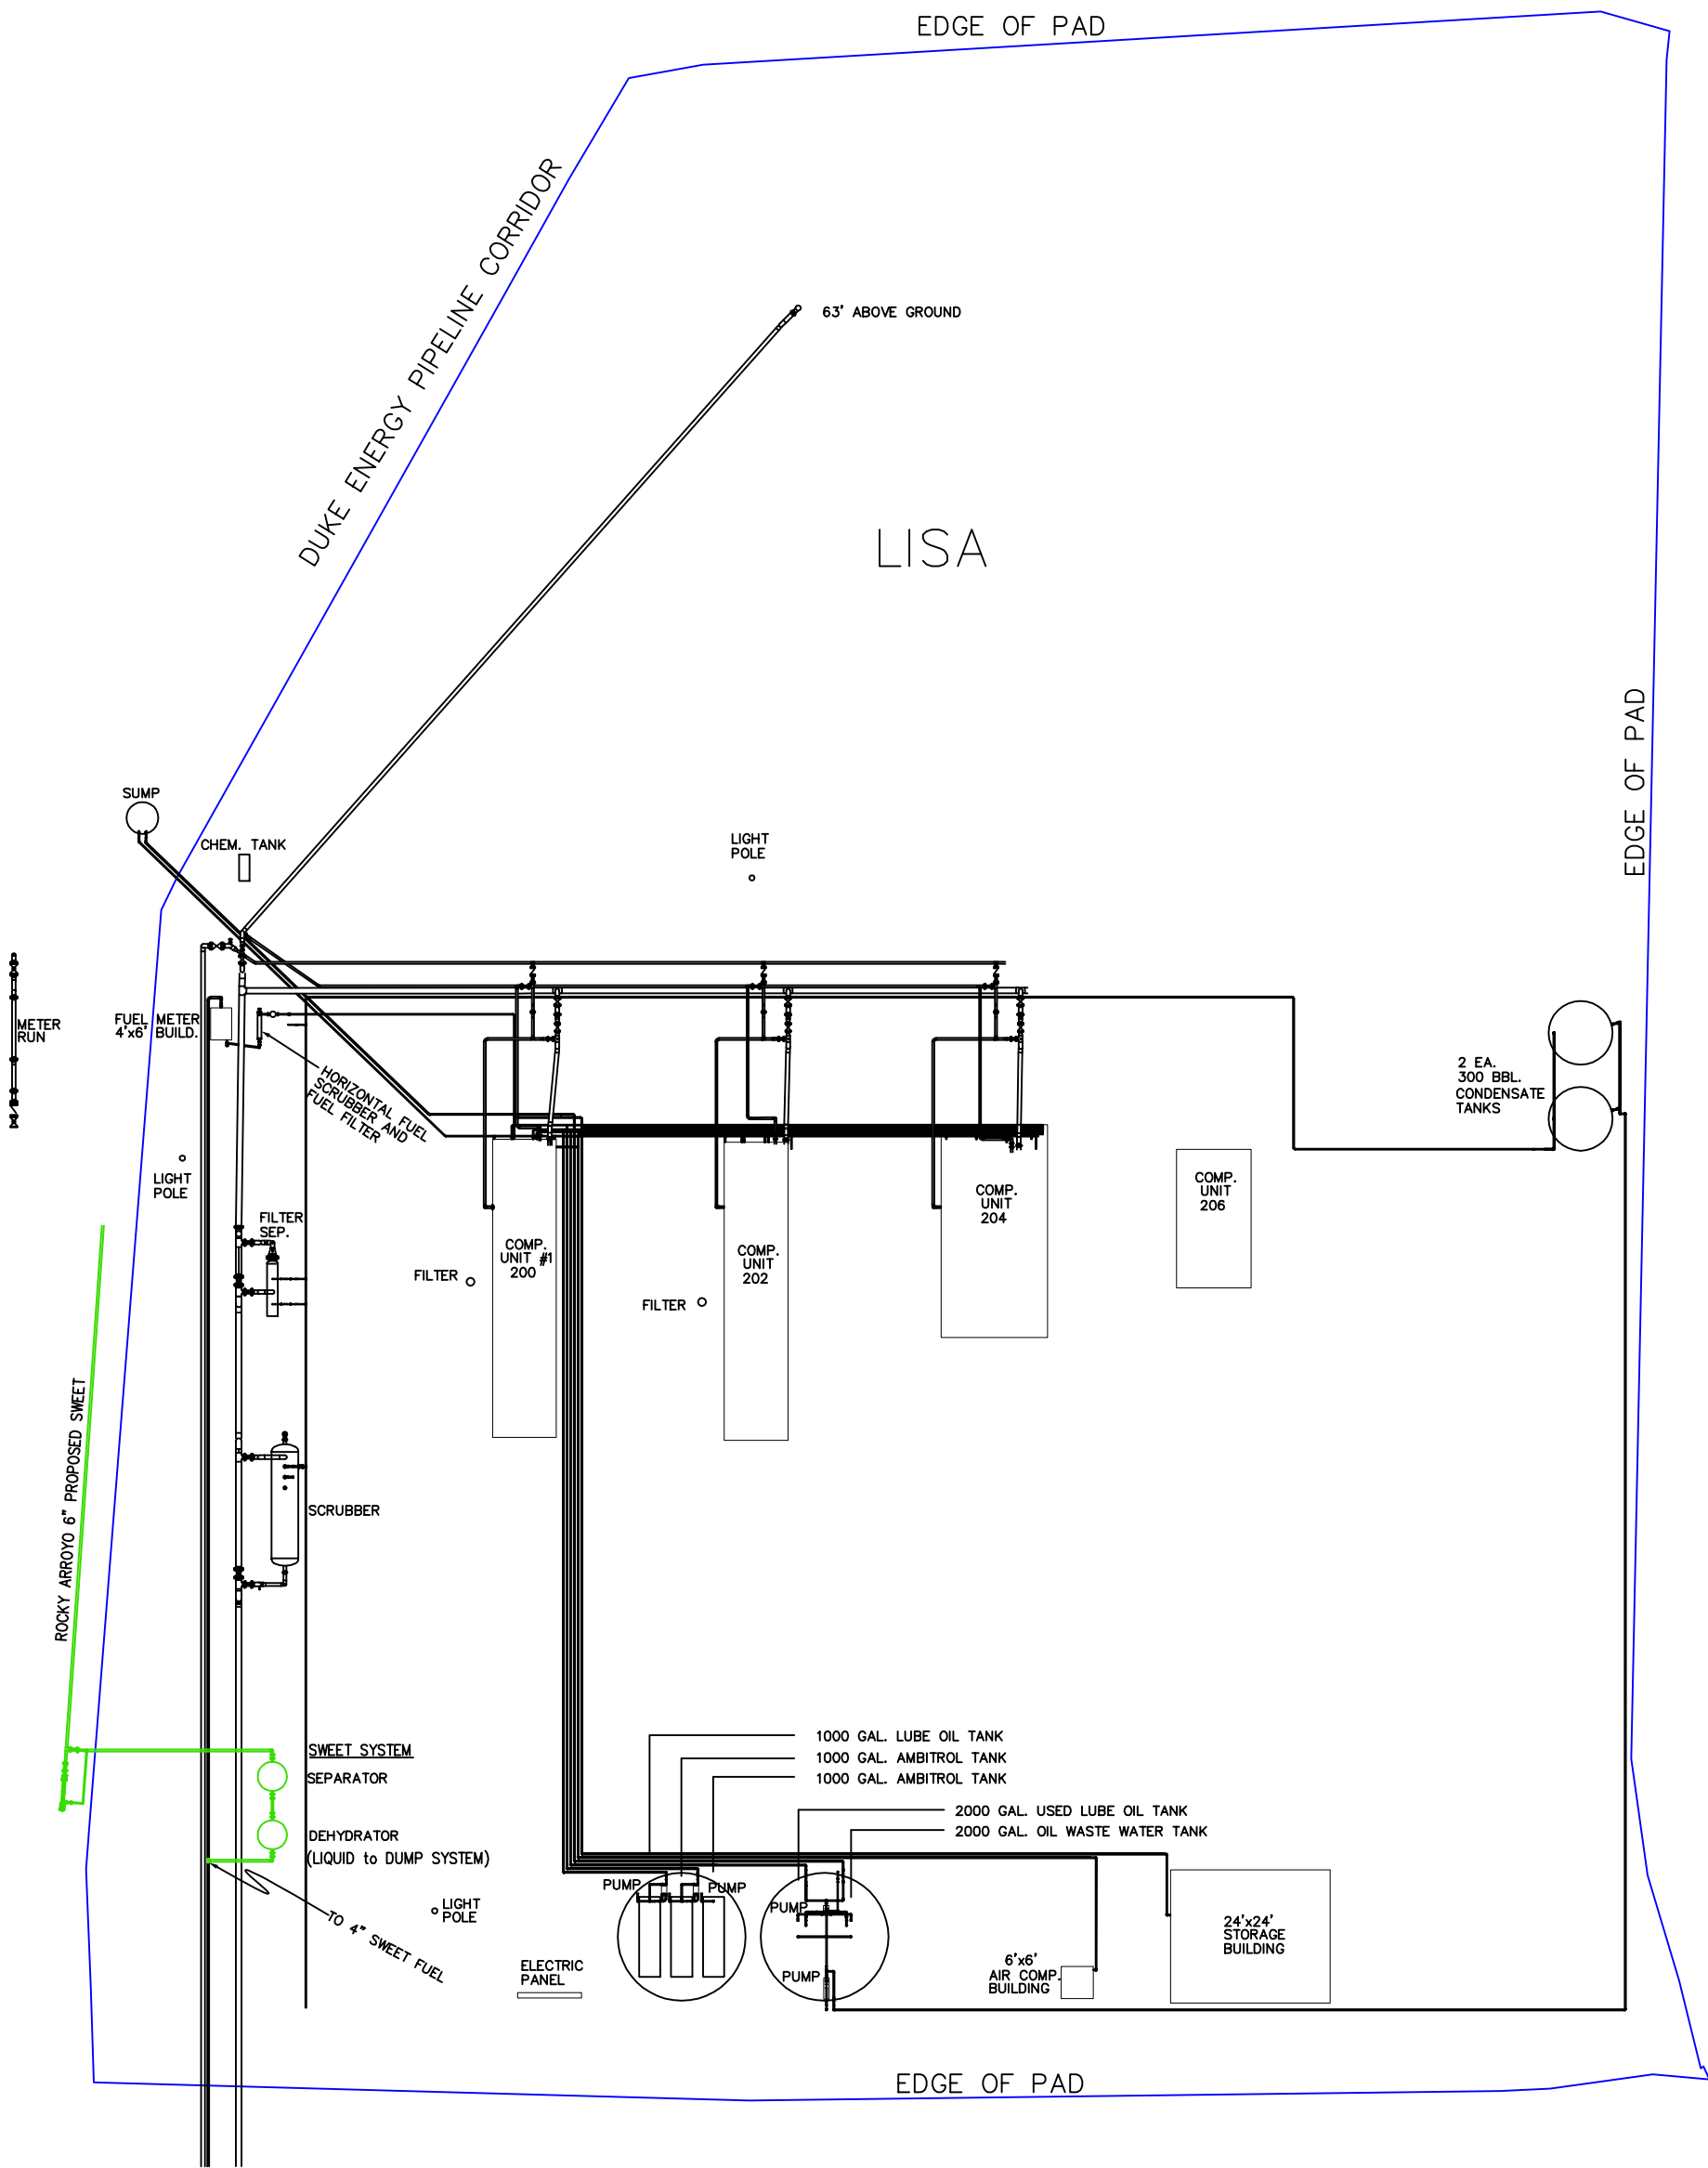 EDGE OF PAD
DUKE ENERGY PIPELINE CORRIDOR
63' ABOVE GROUND
LISA
EDGE OF PAD
SUMP
CHEM. TANK
LIGHT
POLE
METER
RUN
FUEL METER
4'x6' BUILD.
HORIZONTAL FUEL
SCRUBBER AND
FUEL FILTER
2 EA.
300 BBL.
CONDENSATE
TANKS
LIGHT
POLE
FILTER
SEP.
COMP.
UNIT #1
200
FILTER
COMP.
UNIT
202
FILTER
COMP.
UNIT
204
COMP.
UNIT
206
ROCKY ARROYO 6" PROPOSED SWEET
SCRUBBER
SWEET SYSTEM
SEPARATOR
DEHYDRATOR
(LIQUID to DUMP SYSTEM)
1000 GAL. LUBE OIL TANK
1000 GAL. AMBITROL TANK
1000 GAL. AMBITROL TANK
2000 GAL. USED LUBE OIL TANK
2000 GAL. OIL WASTE WATER TANK
PUMP
PUMP
PUMP
PUMP
LIGHT
POLE
TO 4" SWEET FUEL
ELECTRIC
PANEL
6'x6'
AIR COMP.
BUILDING
24'x24'
STORAGE
BUILDING
EDGE OF PAD